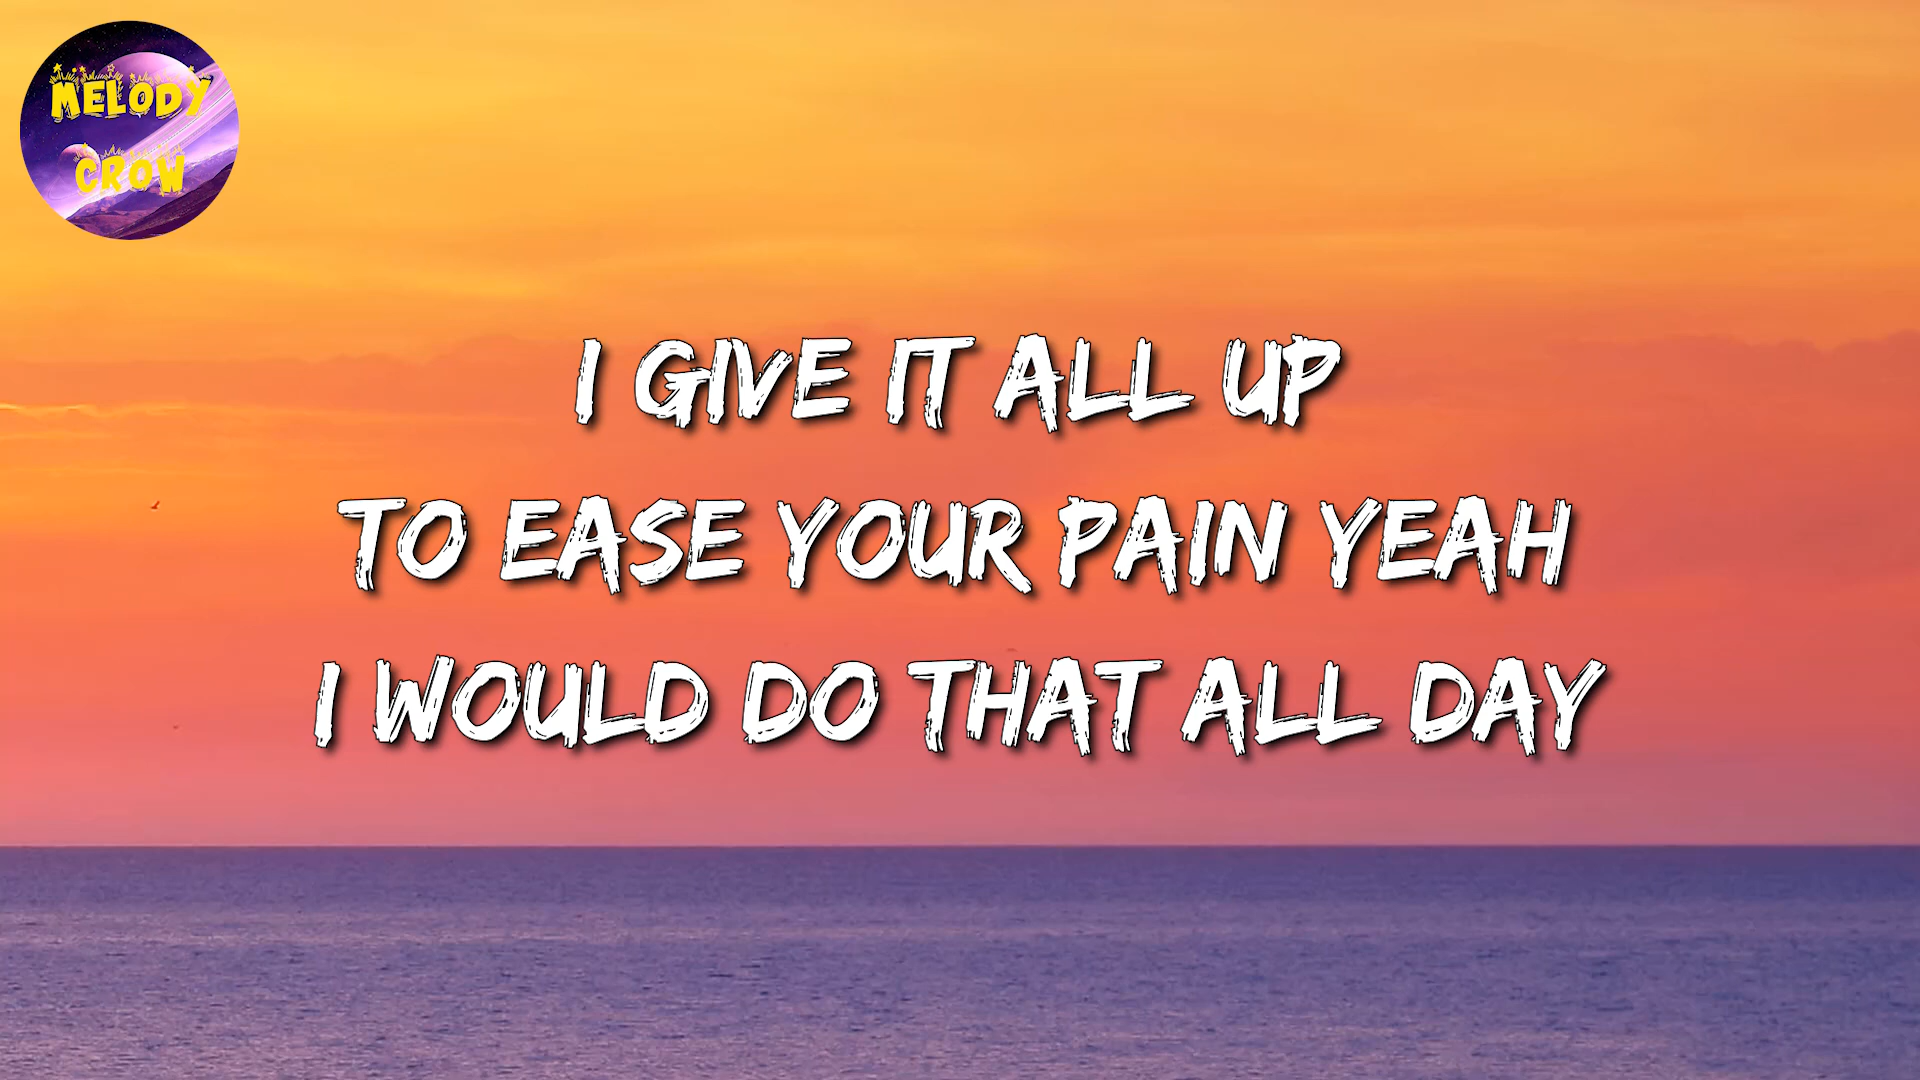 MELODY
CROW
I GIVE IT ALL UP
TO EASE YOUR PAIN YEAH
I WOULD DO THAT ALL DAY